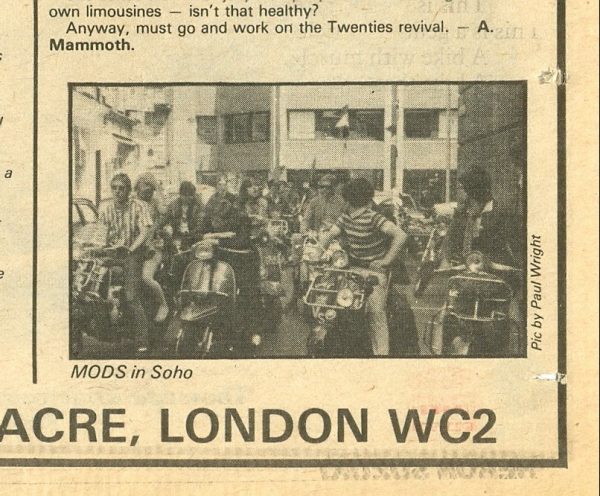 own limousines — isn't that healthy?
Anyway, must go and work on the Twenties revival. — A.
Mammoth.
a
Pic by Paul Wright
MODS in Soho
ACRE, LONDON WC2